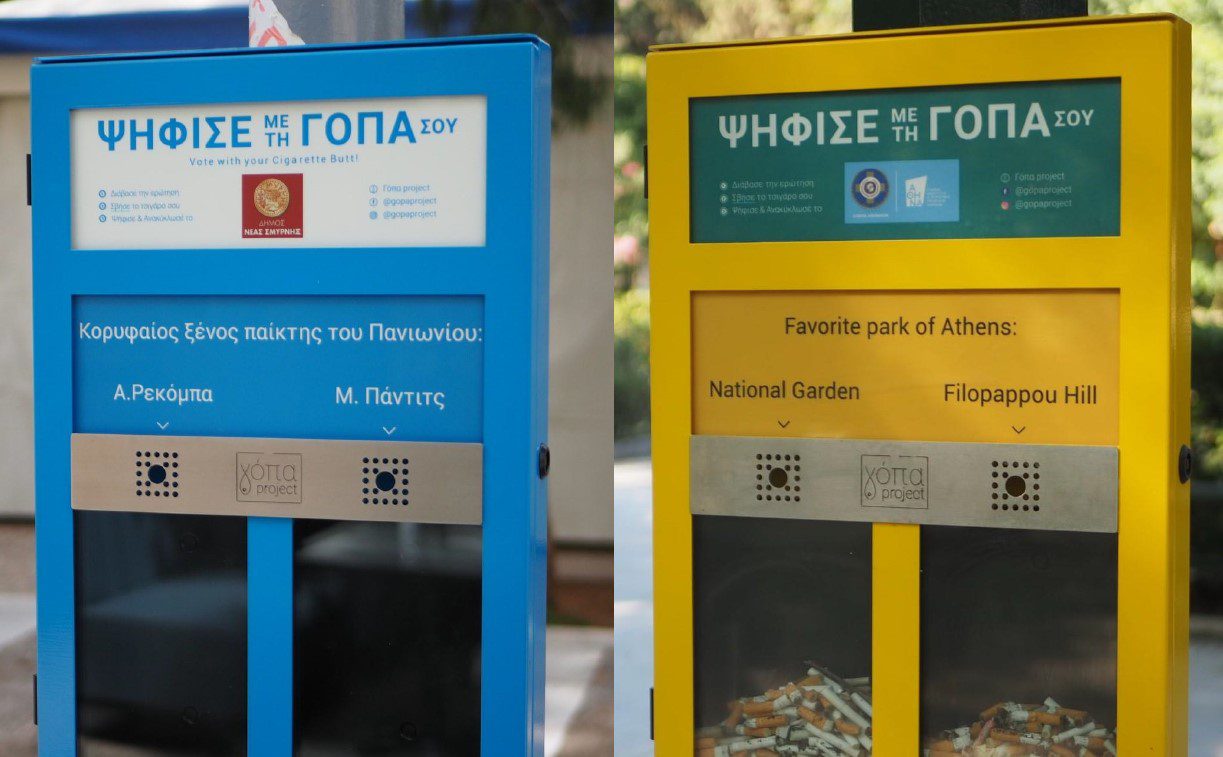 ΨΗΦΙΣΕ ΜΕ ΤΗ ΓΟΠΑ ΣΟΥ
Vote with your Cigarette Butt!
Διάβασε την ερώτηση
Σβησε το τσιγάρο σου
Ψήφισε & Ανακύκλωσέ το
ΔΗΜΟΣ
ΝΕΑΣ ΣΜΥΡΝΗΣ
Γόπα project
@gopaproject
@gopaproject
Κορυφαίος ξένος παίκτης του Πανιωνίου:
Α.Ρεκόμπα
Μ. Πάντιτς
γόπα
project
ΨΗΦΙΣΕ ΜΕ ΤΗ ΓΟΠΑ ΣΟΥ
Διάβασε την ερώτηση
Σβησε το τσιγάρο σου
Ψήφισε & Ανακύκλωσέ το
Γόπα project
@gopaproject
@gopaproject
Favorite park of Athens:
National Garden
Filopappou Hill
γόπα
project